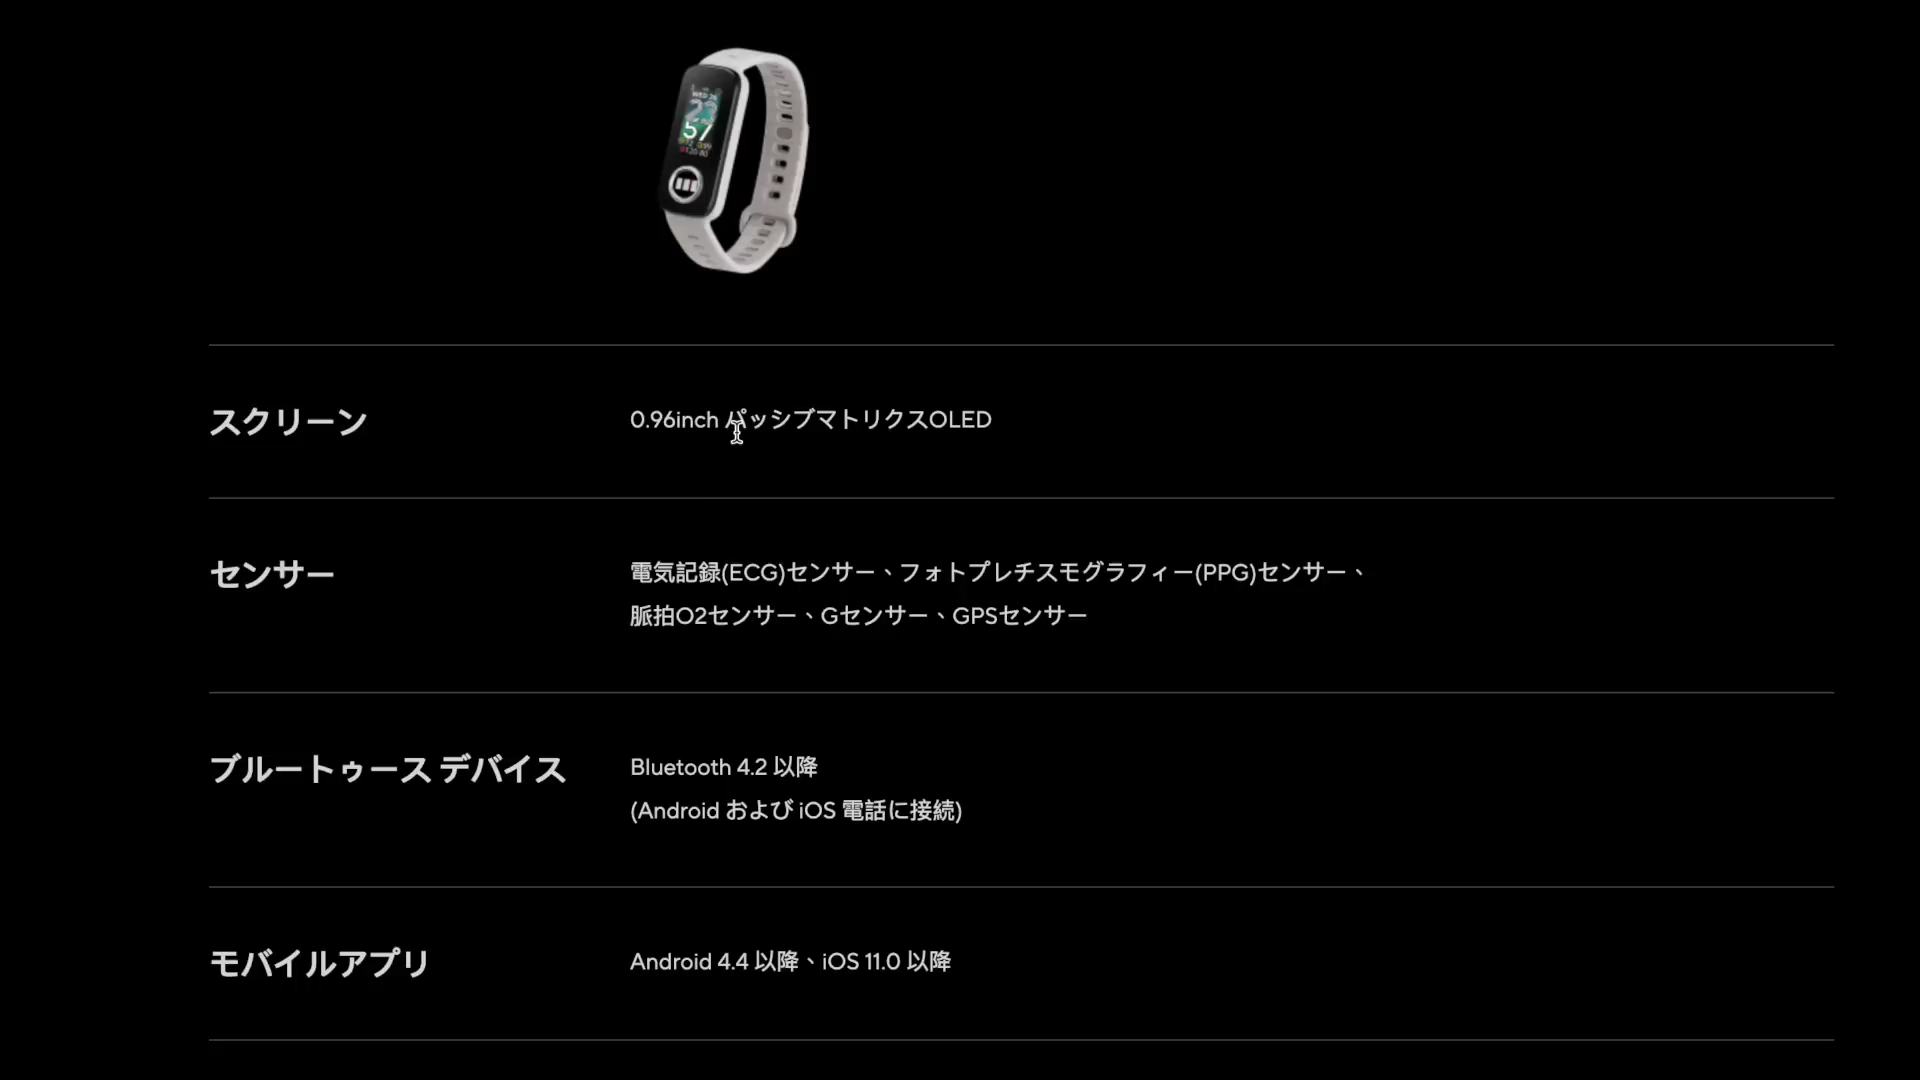 WED 26
23
57
スクリーン
0.96inch パッシブマトリクスOLED
センサー
電気記録(ECG)センサー、フォトプレチスモグラフィー(PPG)センサー、
脈拍O2センサー、Gセンサー、GPSセンサー
ブルートゥース デバイス
Bluetooth 4.2 以降
(Android および iOS 電話に接続)
モバイルアプリ
Android 4.4 以降、iOS 11.0 以降